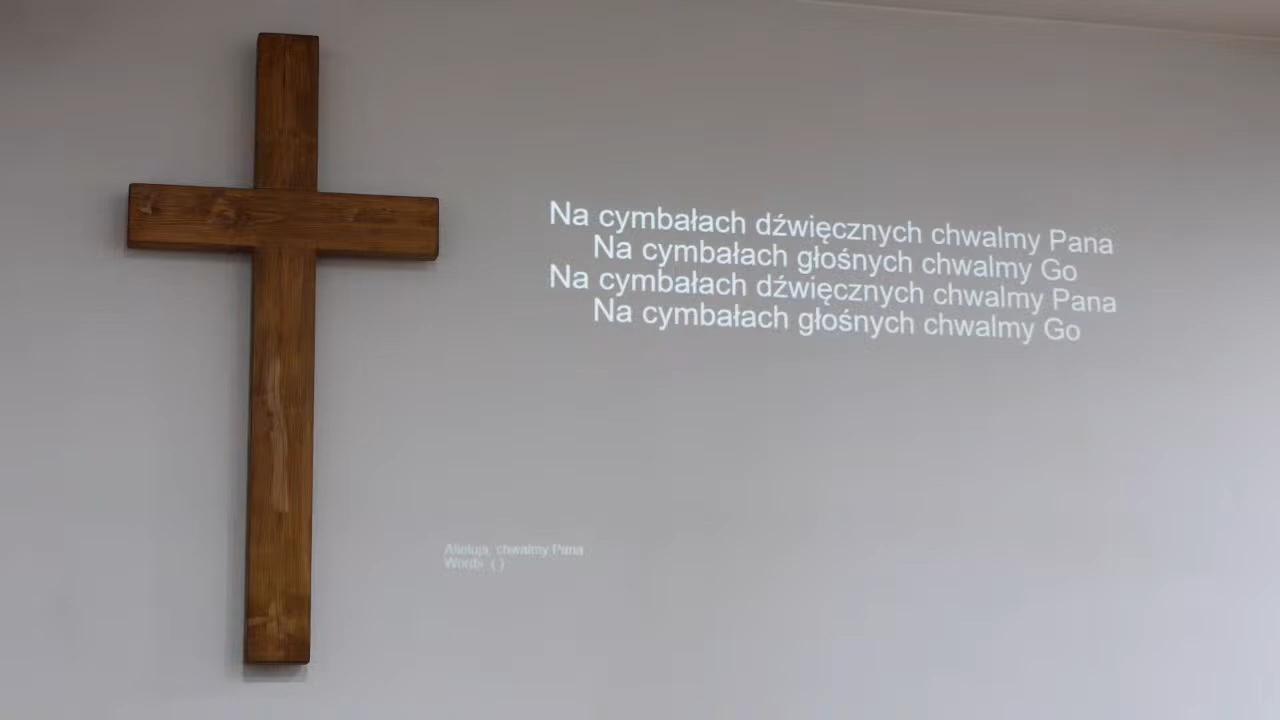 Na cymbałach dźwięcznych chwalmy Pana
Na cymbałach głośnych chwalmy Go
Na cymbałach dźwięcznych chwalmy Pana
Na cymbałach głośnych chwalmy Go
Alleluja, chwalmy Pana
Words: ( )